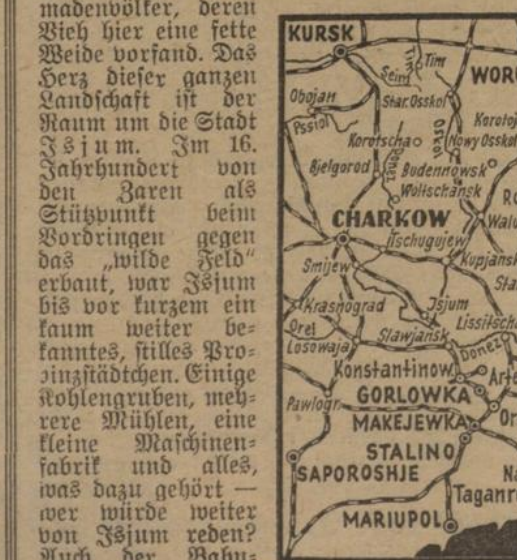 madenvölker, deren
Vieh hier eine fette
Weide vorfand. Das
Herz dieser ganzen
Landschaft ist der
Raum um die Stadt
Isjum. Im 16.
Jahrhundert von
den Zaren als
Stützpunkt beim
Vordringen gegen
das „wilde Feld“
erbaut, war Isjum
bis vor kurzem ein
kaum weiter be-
kanntes, stilles Pro-
vinzstädtchen. Einige
Kohlengruben, meh-
rere Mühlen, eine
kleine Maschinen-
fabrik und alles,
was dazu gehört —
wer würde weiter
von Isjum reden?
Auch der Bahn-
KURSK
Tim
Seim
WOR
Obojan
Star. Osskol
Pssiol
Korotscha
Nowy Osskol
Bjelgorod
Budennowsk
Woltschansk
CHARKOW
Tschugujew
Smijew
Kupjansk
Krasnograd
Isjum
Orel
Slawjansk
Losowaja
Donez
Konstantinow.
Pawlogr.
GORLOWKA
MAKEJEWKA
STALINO
SAPOROSHJE
Taganr
MARIUPOL